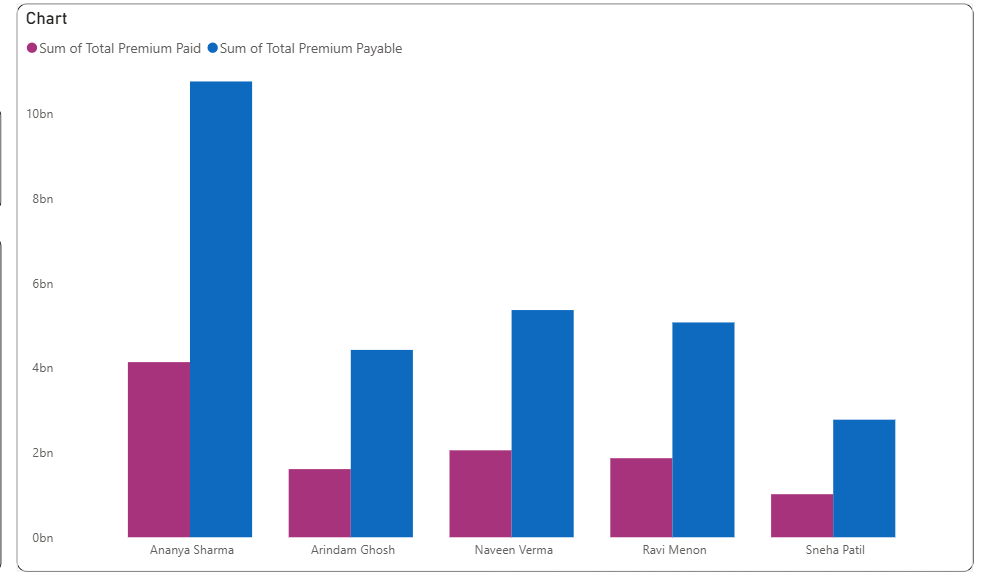 Chart
Sum of Total Premium Paid Sum of Total Premium Payable
10bn
8bn
6bn
4bn
2bn
0bn
Ananya Sharma Arindam Ghosh Naveen Verma Ravi Menon Sneha Patil